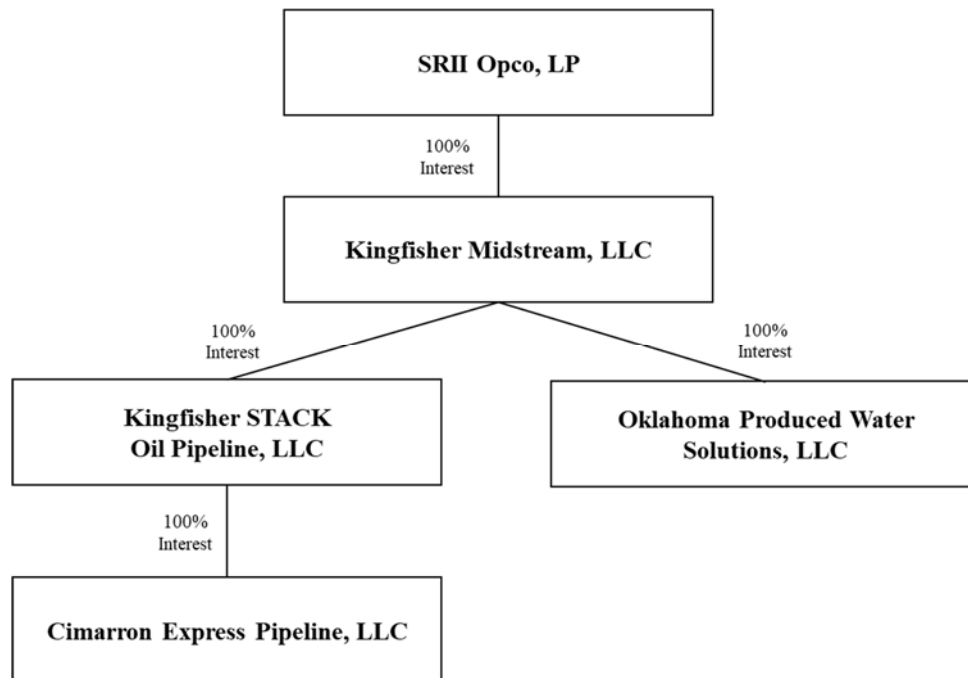 SRII Opco, LP
100%
Interest
Kingfisher Midstream, LLC
100%
Interest
100%
Interest
Kingfisher STACK
Oil Pipeline, LLC
Oklahoma Produced Water
Solutions, LLC
100%
Interest
Cimarron Express Pipeline, LLC